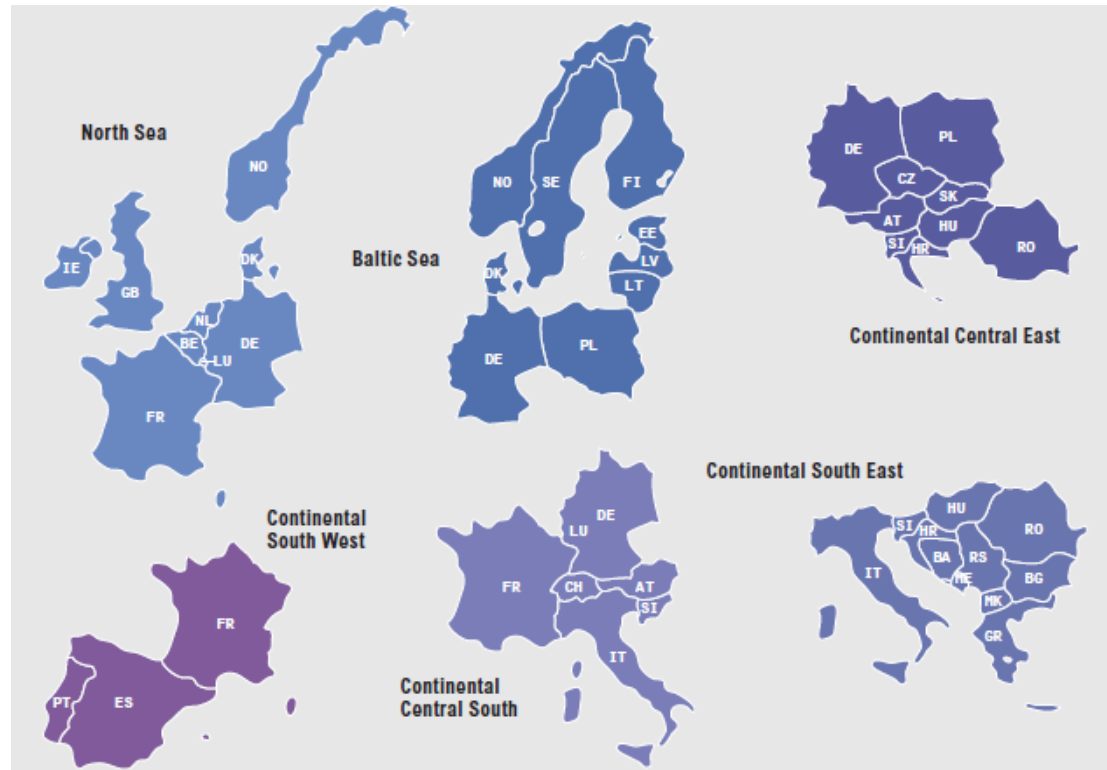 North Sea
NO
IE
GB
DK
NL
BE
LU
DE
FR
Baltic Sea
NO
SE
FI
EE
LV
LT
DK
DE
PL
DE
PL
CZ
SK
AT
HU
SI
HR
RO
Continental Central East
Continental
South West
FR
PT
ES
DE
LU
FR
CH
AT
SI
IT
Continental
Central South
Continental South East
HU
SI
HR
RO
BA
RS
IT
ME
BG
MK
GR